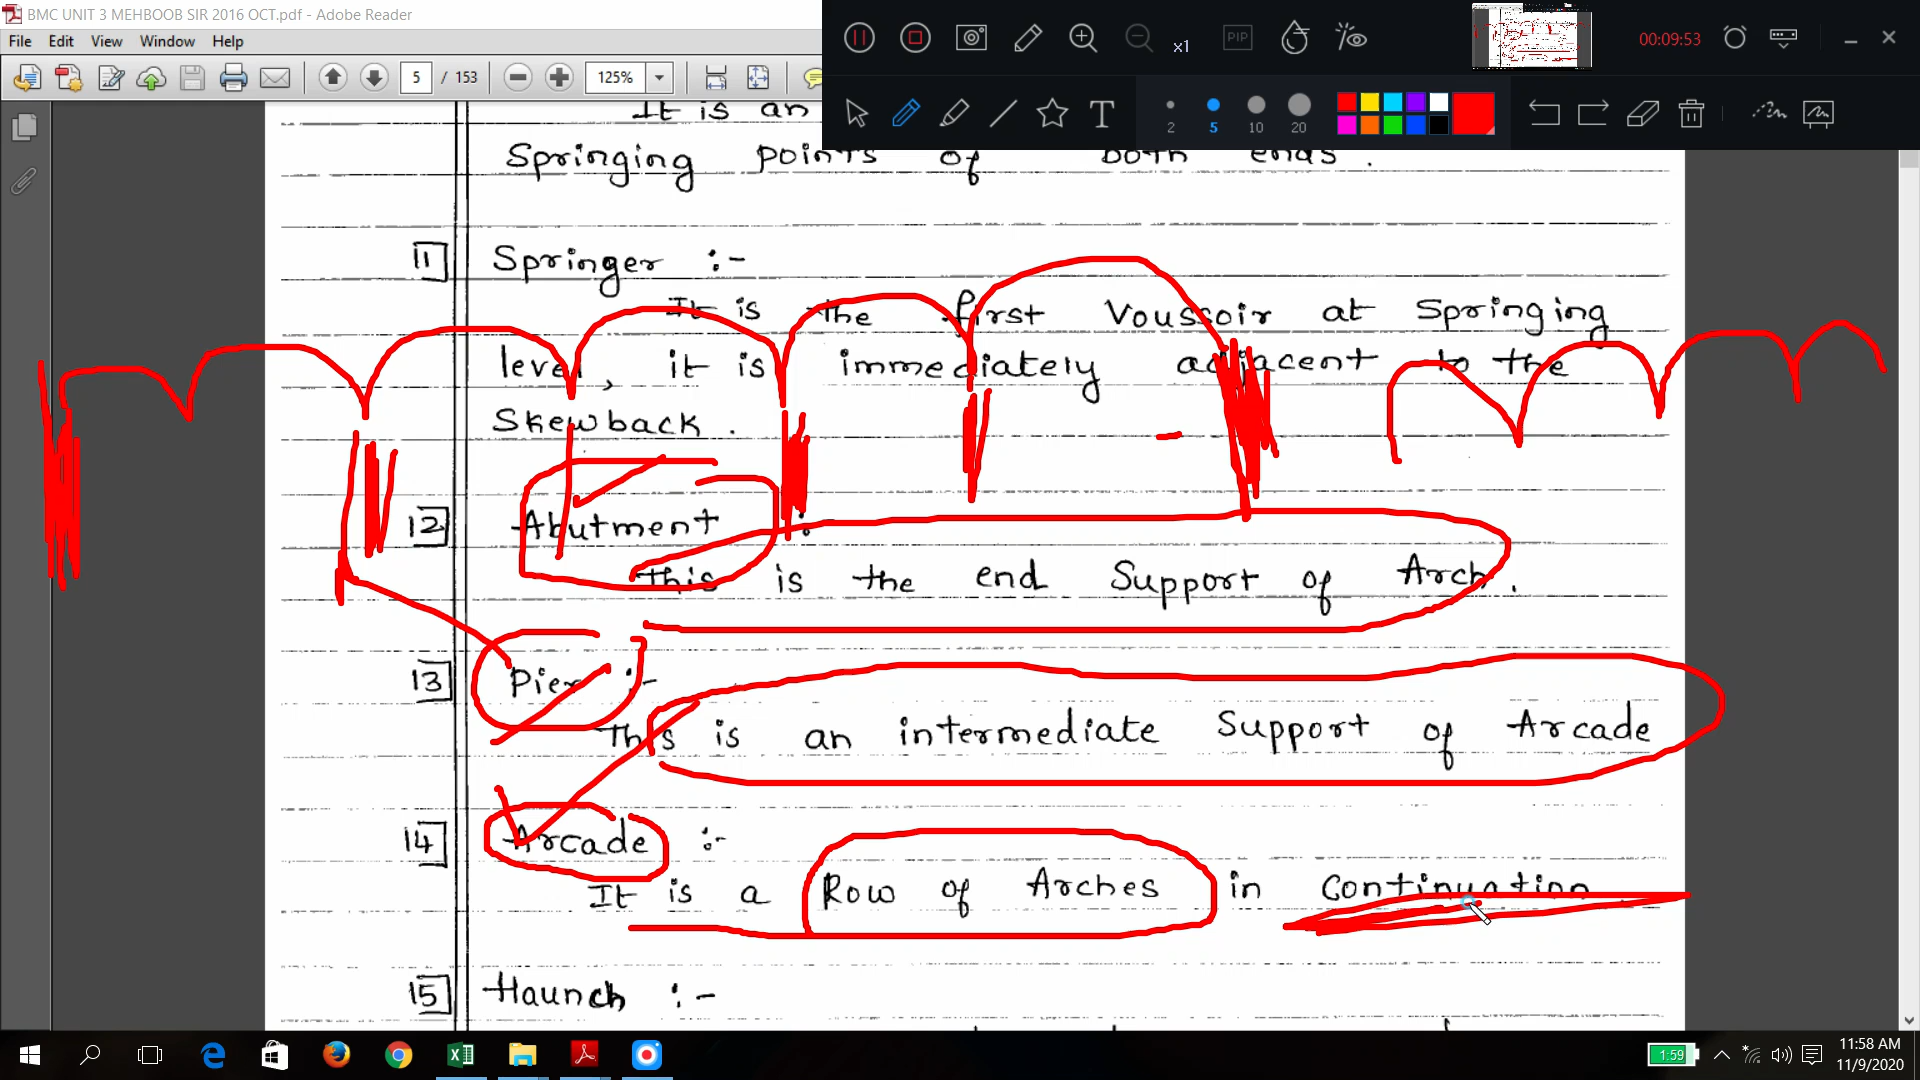 BMC UNIT 3 MEHBOOB SIR 2016 OCT.pdf - Adobe Reader
File Edit View Window Help
5 / 153 125%
x1 PIP 00:09:53
2 5 10 20
It is an
Springing points of both ends.
11 Springer :-
It is the first Voussoir at Springing
level, it is immediately adjacent to the
Skewback.
12 Abutment :-
This is the end Support of Arch.
13 Pier :-
This is an intermediate Support of Arcade
14 Arcade :-
It is a Row of Arches in Continuation
15 Haunch :-
1:59
11:58 AM
11/9/2020